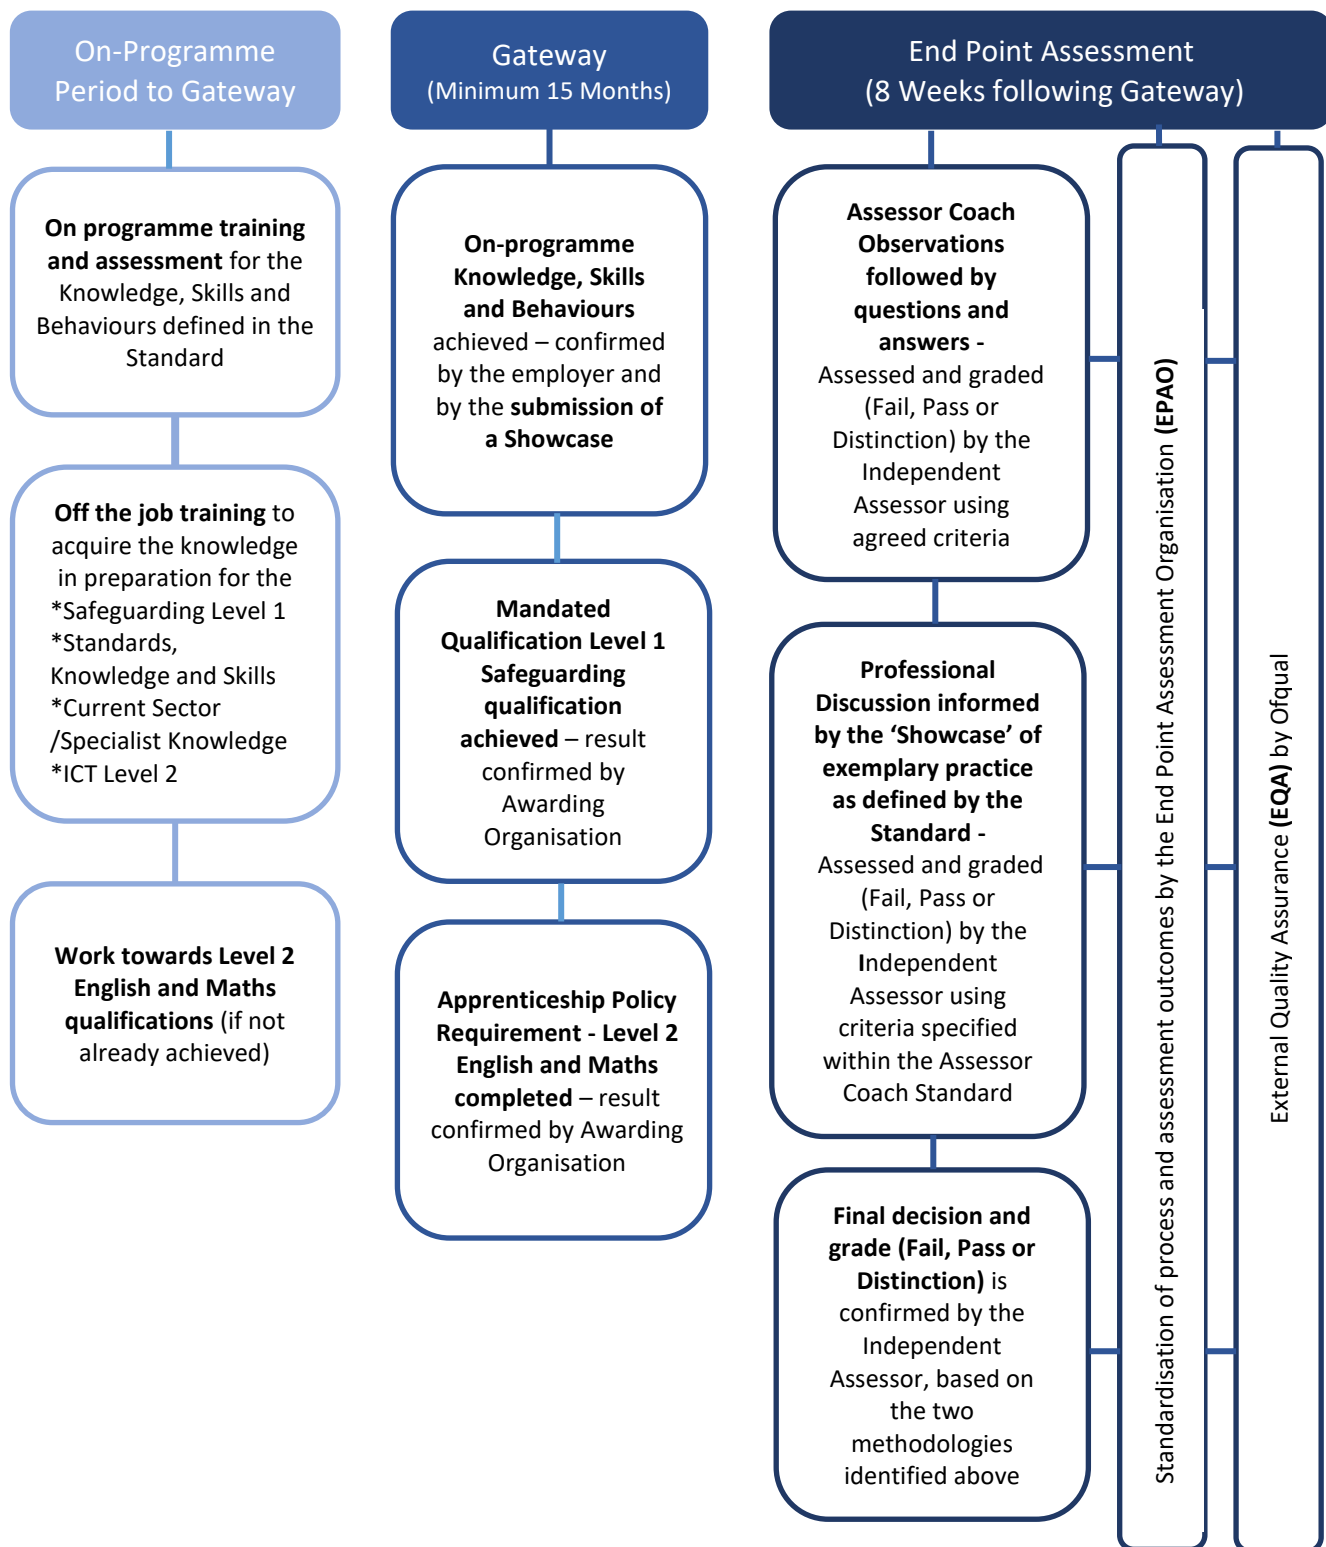 On-Programme
Period to Gateway
On programme training
and assessment for the
Knowledge, Skills and
Behaviours defined in the
Standard
Off the job training to
acquire the knowledge
in preparation for the
*Safeguarding Level 1
*Standards,
Knowledge and Skills
*Current Sector
/Specialist Knowledge
*ICT Level 2
Work towards Level 2
English and Maths
qualifications (if not
already achieved)
Gateway
(Minimum 15 Months)
On-programme
Knowledge, Skills
and Behaviours
achieved – confirmed
by the employer and
by the submission of
a Showcase
Mandated
Qualification Level 1
Safeguarding
qualification
achieved – result
confirmed by
Awarding
Organisation
Apprenticeship Policy
Requirement - Level 2
English and Maths
completed – result
confirmed by Awarding
Organisation
End Point Assessment
(8 Weeks following Gateway)
Assessor Coach
Observations
followed by
questions and
answers -
Assessed and graded
(Fail, Pass or
Distinction) by the
Independent
Assessor using
agreed criteria
Professional
Discussion informed
by the ‘Showcase’ of
exemplary practice
as defined by the
Standard -
Assessed and graded
(Fail, Pass or
Distinction) by the
Independent
Assessor using
criteria specified
within the Assessor
Coach Standard
Final decision and
grade (Fail, Pass or
Distinction) is
confirmed by the
Independent
Assessor, based on
the two
methodologies
identified above
Standardisation of process and assessment outcomes by the End Point Assessment Organisation (EPAO)
External Quality Assurance (EQA) by Ofqual